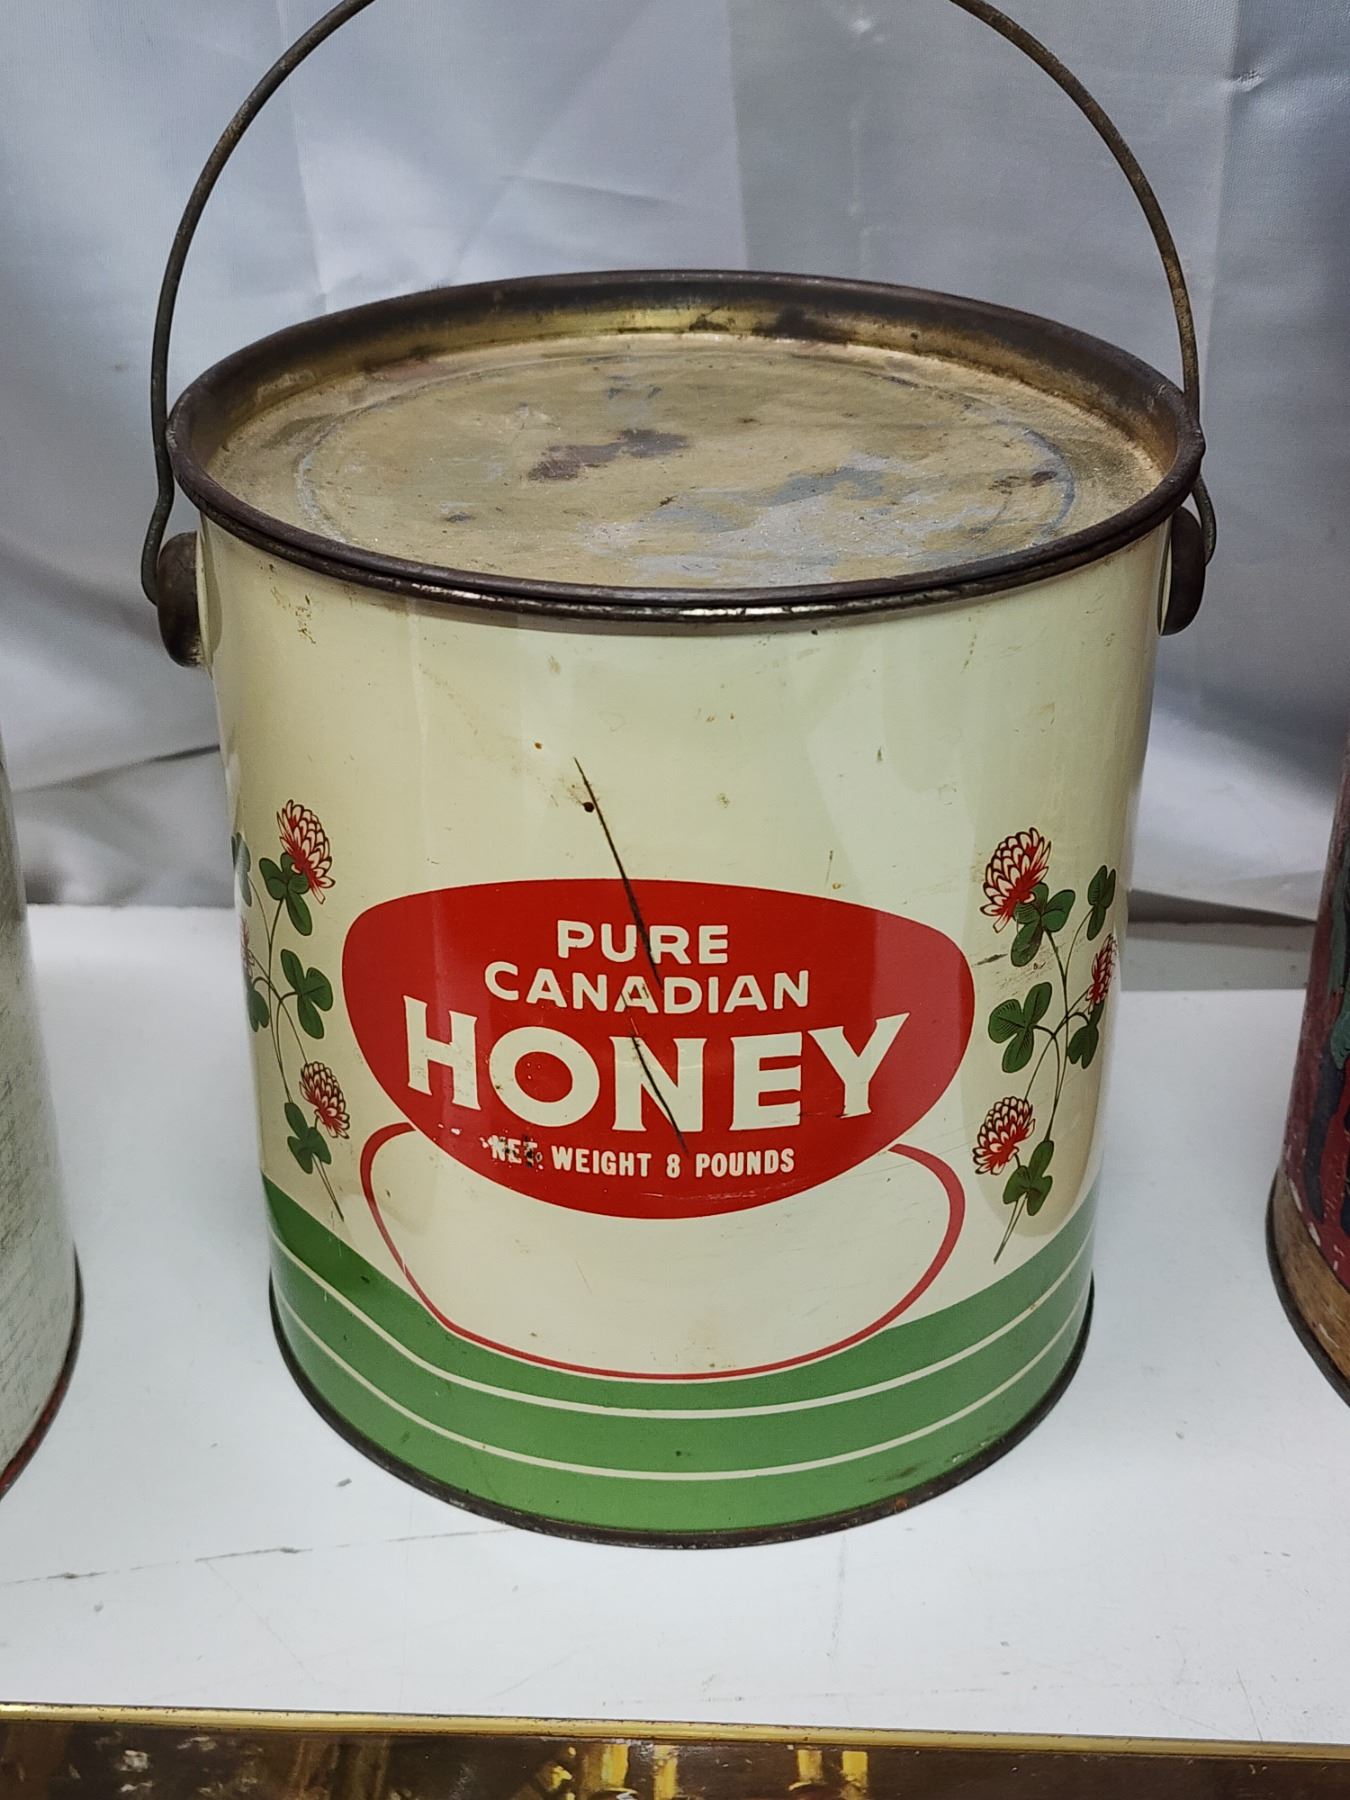 PURE
CANADIAN
HONEY
NET. WEIGHT 8 POUNDS